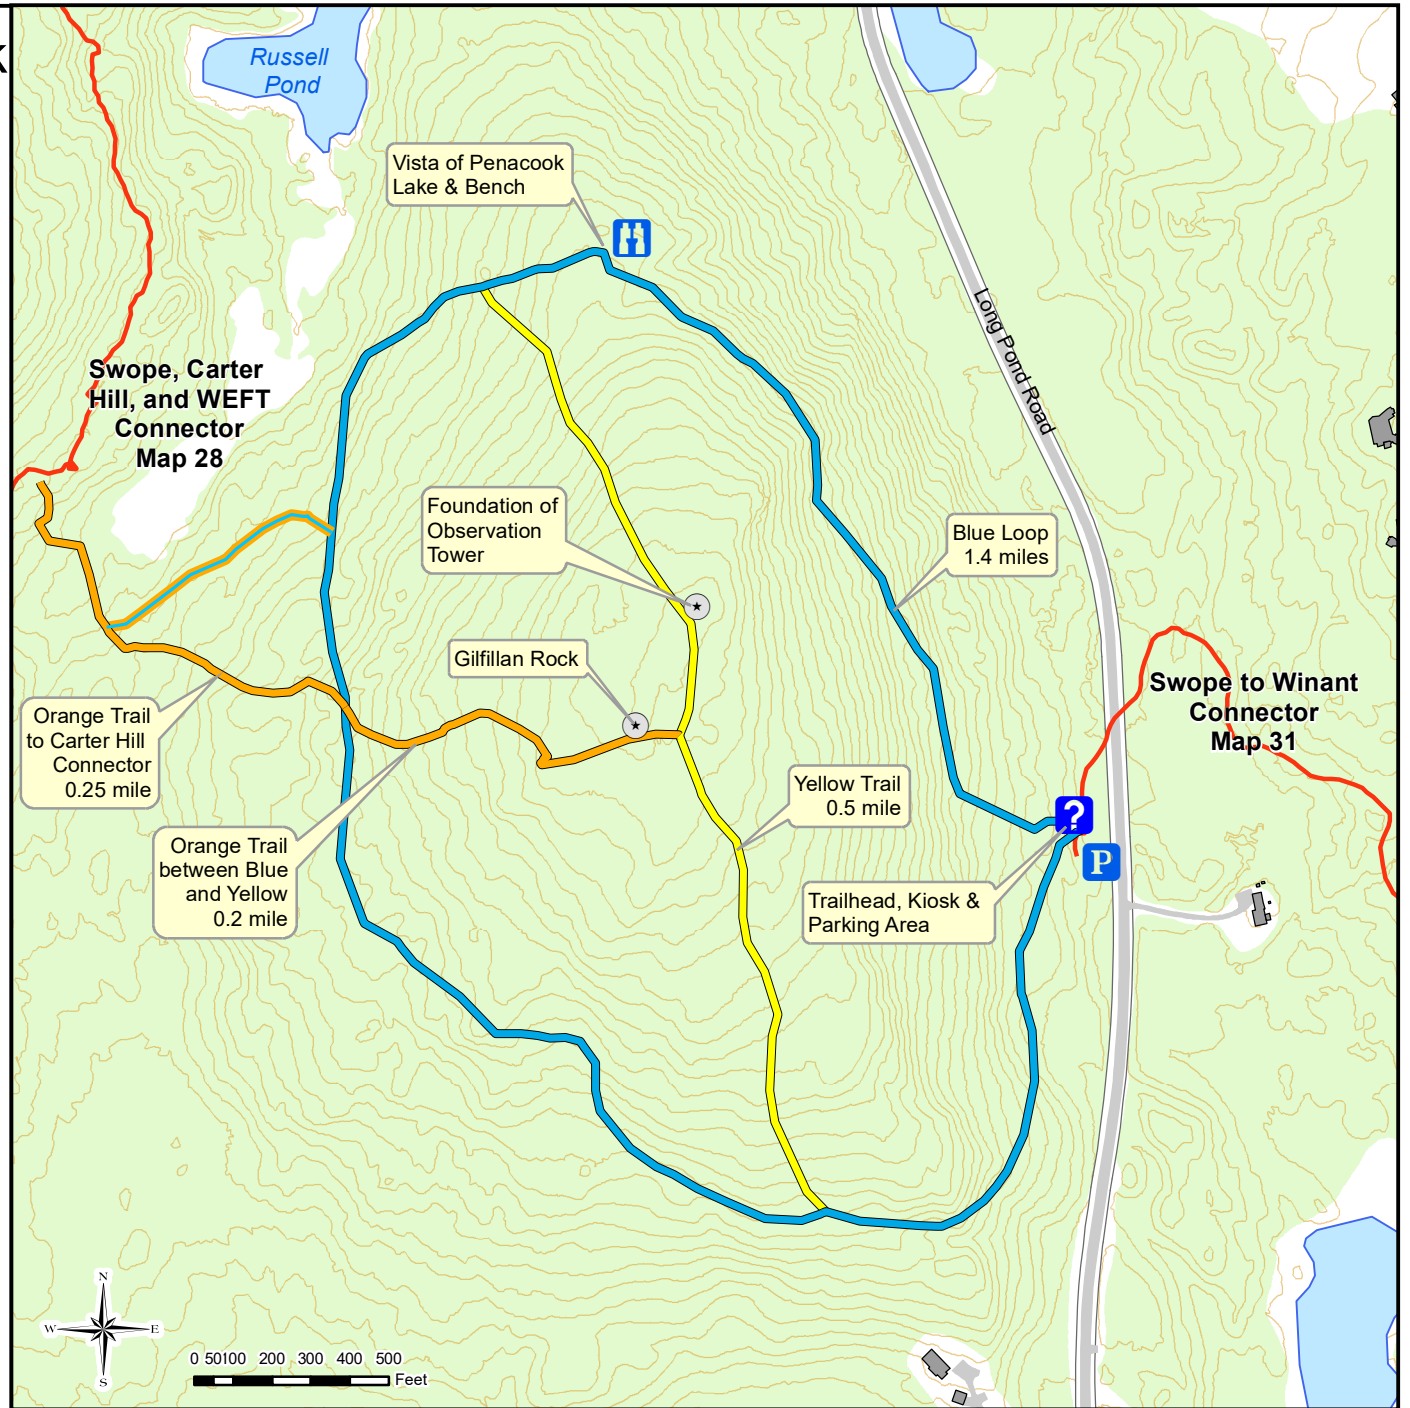 K
Russell
Pond
Vista of Penacook
Lake & Bench
Long Pond Road
Swope, Carter
Hill, and WEFT
Connector
Map 28
Foundation of
Observation
Tower
Blue Loop
1.4 miles
Gilfillan Rock
Swope to Winant
Connector
Map 31
Orange Trail
to Carter Hill
Connector
0.25 mile
Yellow Trail
0.5 mile
?
P
Orange Trail
between Blue
and Yellow
0.2 mile
Trailhead, Kiosk &
Parking Area
N
W E
S
0 50100 200 300 400 500
Feet